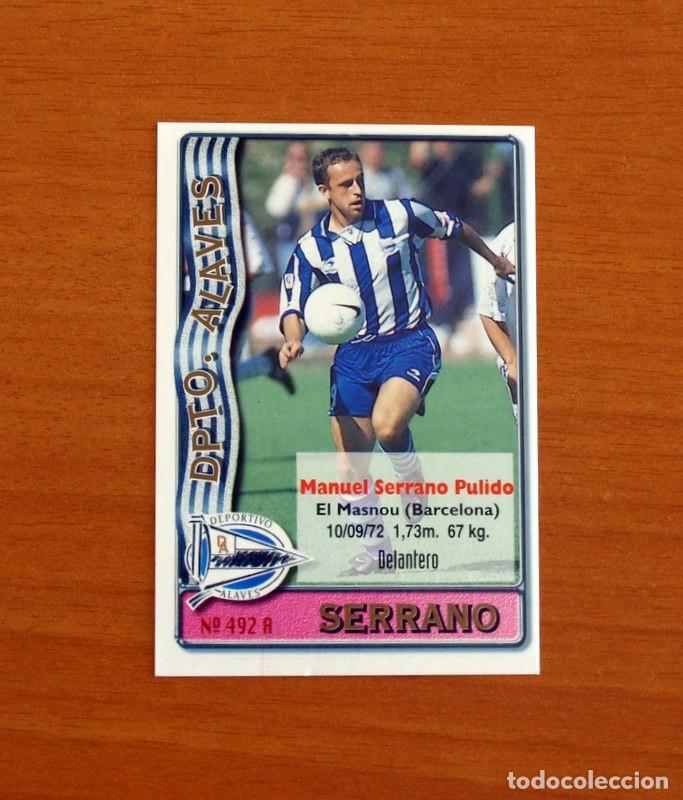 DPTO. ALAVES
Manuel Serrano Pulido
El Masnou (Barcelona)
10/09/72 1,73m. 67 kg.
Delantero
DEPORTIVO
DA
ALAVES
Nº 492 A
SERRANO
todocoleccion